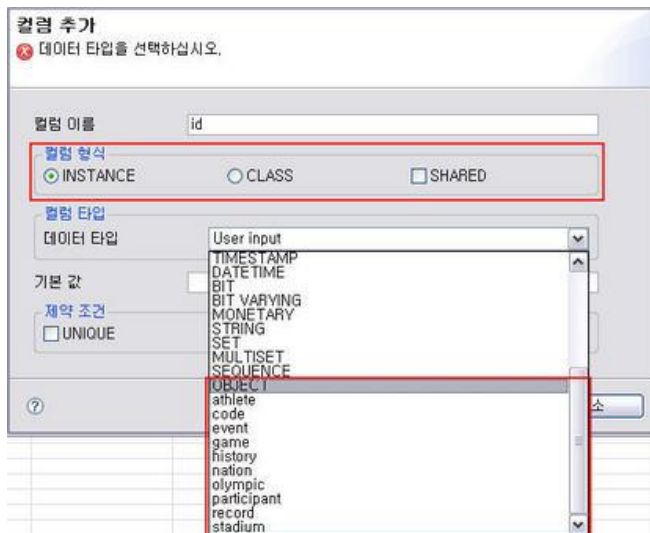 컬럼 추가
데이터 타입을 선택하십시오.
컬럼 이름 id
컬럼 형식
INSTANCE CLASS SHARED
컬럼 타입
데이터 타입 User input
TIMESTAMP
DATETIME
기본 값
BIT
BIT VARYING
MONETARY
제약 조건
STRING
UNIQUE
SET
MULTISET
SEQUENCE
OBJECT
athlete
소
code
event
game
history
nation
olympic
participant
record
stadium